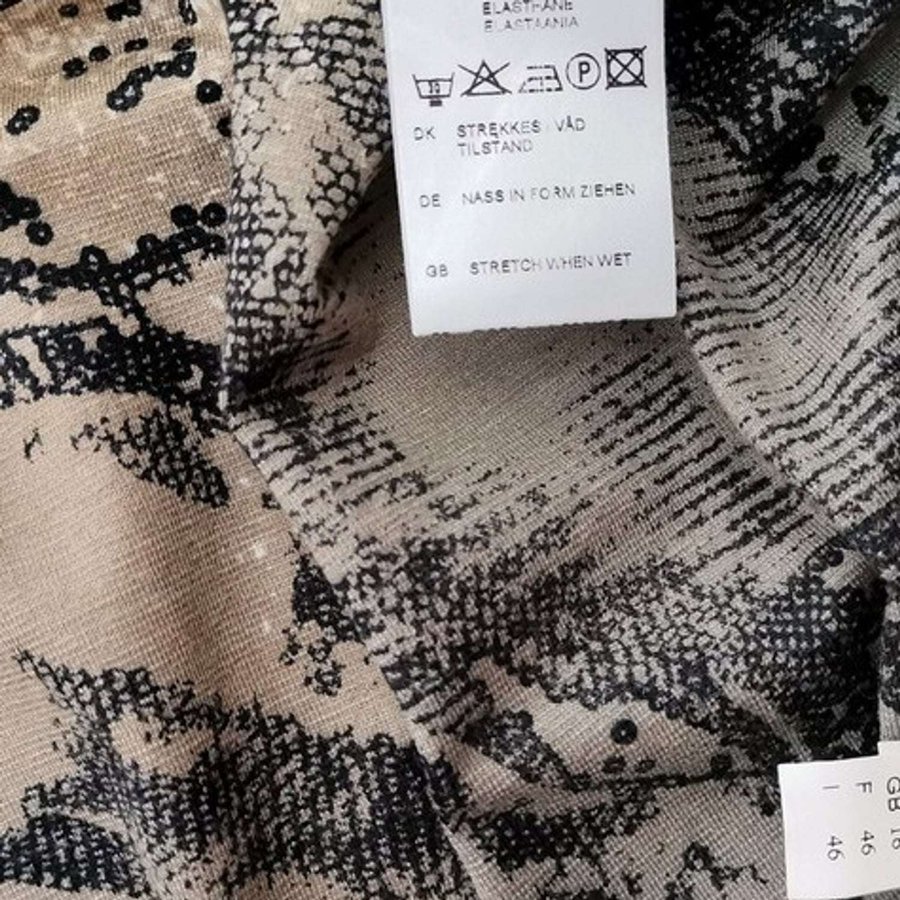 ELASTHANE
ELASTAANIA
P
DK STREKKES I VÅD
TILSTAND
DE NASS IN FORM ZIEHEN
GB STRETCH WHEN WET
GB 18
F 46
I 46